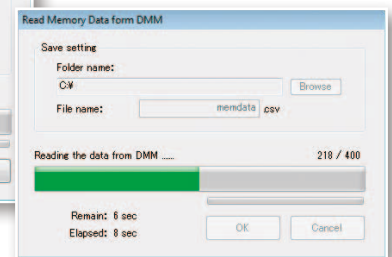 Read Memory Data form DMM
Save setting
Folder name:
C:¥
Browse
File name:
memdata
csv
Reading the data from DMM ......
218 / 400
Remain: 6 sec
Elapsed: 8 sec
OK
Cancel